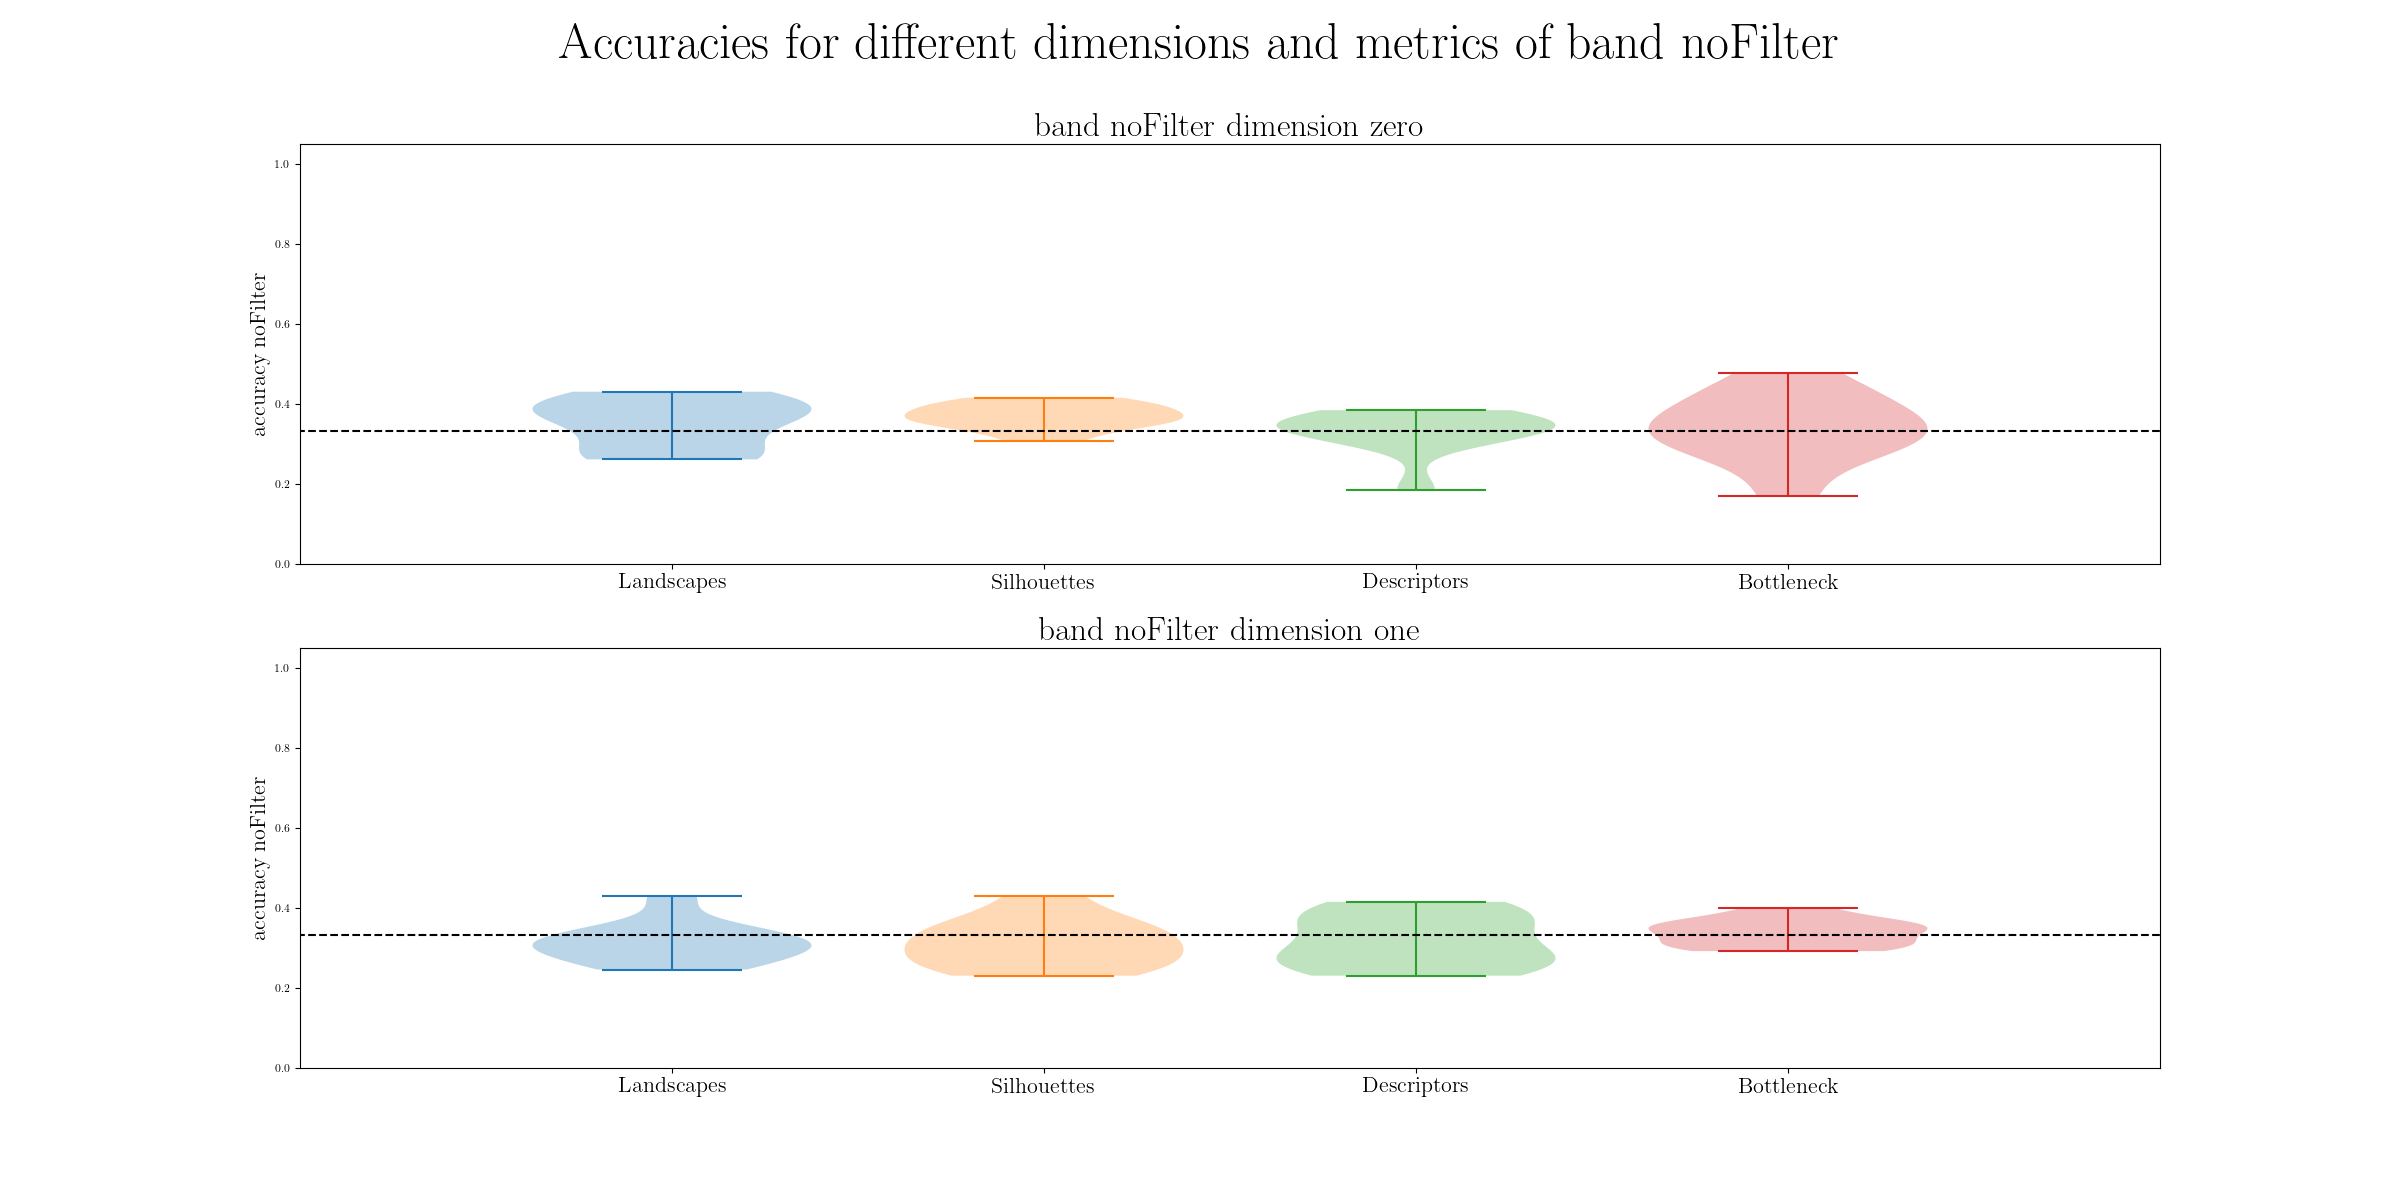 Accuracies for different dimensions and metrics of band noFilter
band noFilter dimension zero
accuracy noFilter
1.0
0.8
0.6
0.4
0.2
0.0
Landscapes Silhouettes Descriptors Bottleneck
band noFilter dimension one
accuracy noFilter
1.0
0.8
0.6
0.4
0.2
0.0
Landscapes Silhouettes Descriptors Bottleneck